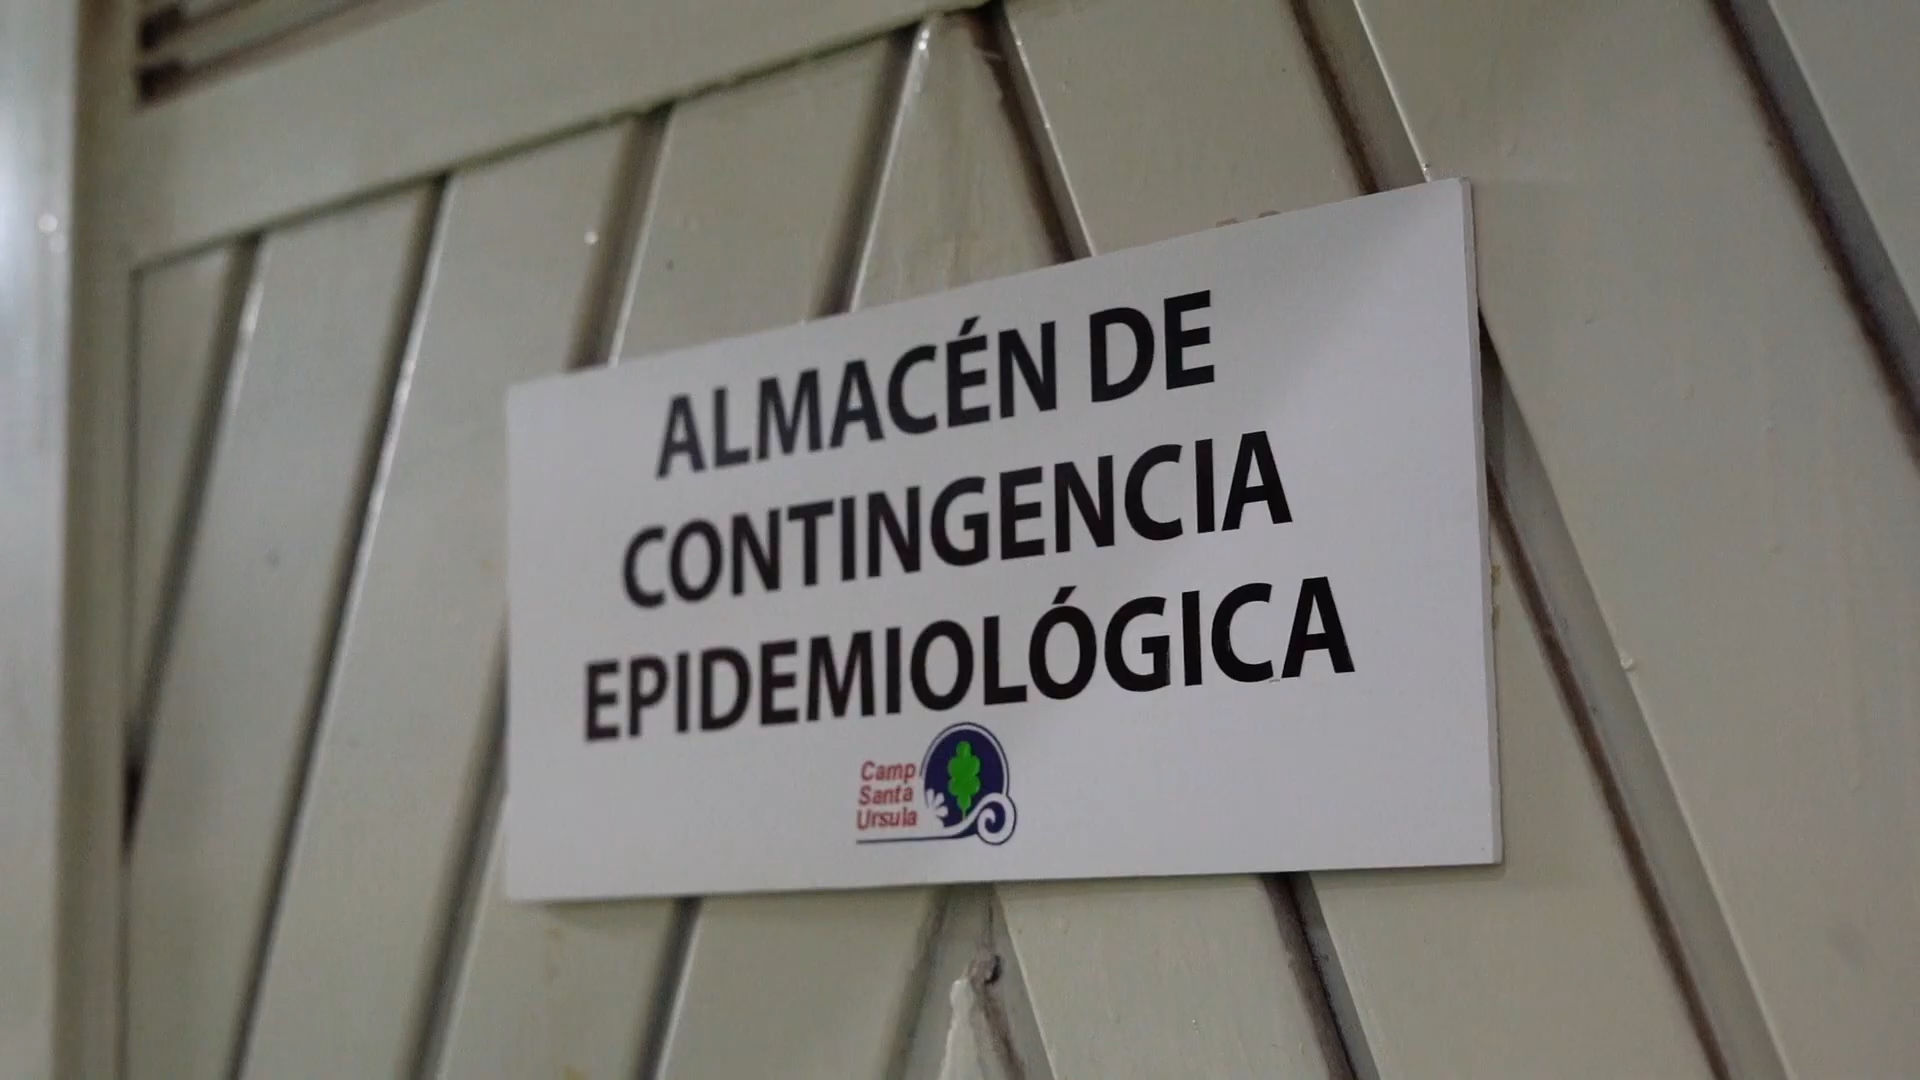 ALMACÉN DE
CONTINGENCIA
EPIDEMIOLÓGICA
Camp
Santa
Ursula